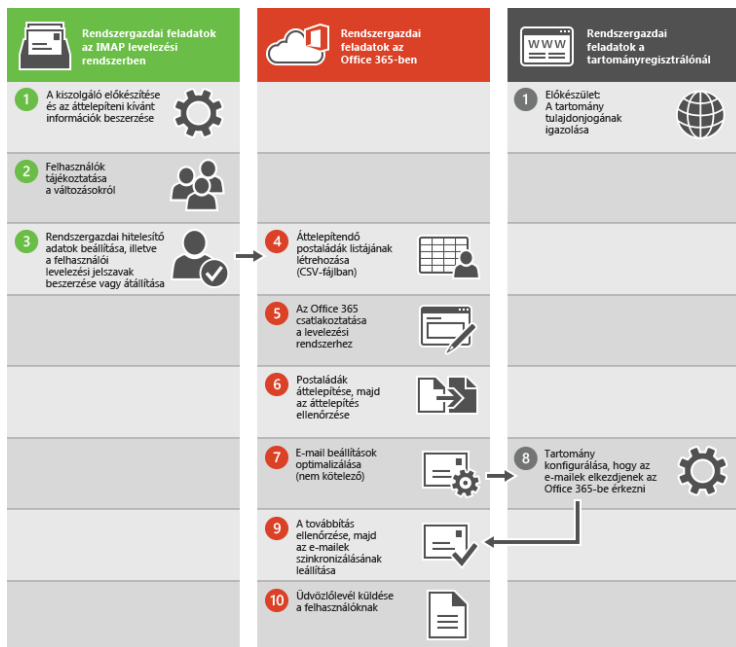 Rendszergazdai feladatok
az IMAP levelezési
rendszerben
Rendszergazdai
feladatok az
Office 365-ben
WWW
Rendszergazdai
feladatok a
tartományregisztrálónál
1
A kiszolgáló előkészítése
és az áttelepíteni kívánt
információk beszerzése
1
Előkészület:
A tartomány
tulajdonjogának
igazolása
2
Felhasználók
tájékoztatása
a változásokról
3
Rendszergazdai hitelesítő
adatok beállítása, illetve
a felhasználói
levelezési jelszavak
beszerzése vagy átállítása
4
Áttelepítendő
postaládák listájának
létrehozása
(CSV-fájlban)
5
Az Office 365
csatlakoztatása
a levelezési
rendszerhez
6
Postaládák
áttelepítése, majd
az áttelepítés
ellenőrzése
7
E-mail beállítások
optimalizálása
(nem kötelező)
8
Tartomány
konfigurálása, hogy az
e-mailek elkezdjenek az
Office 365-be érkezni
9
A továbbítás
ellenőrzése, majd
az e-mailek
szinkronizálásának
leállítása
10
Üdvözlőlevél küldése
a felhasználóknak